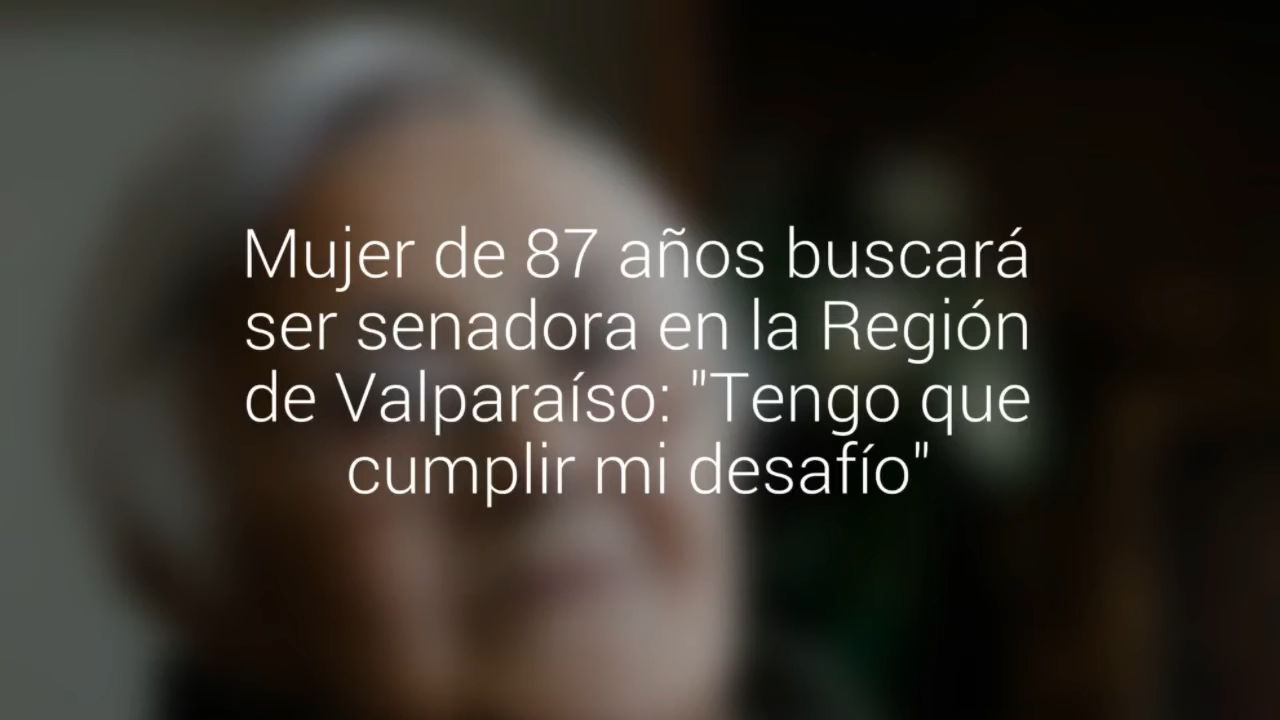 Mujer de 87 años buscará
ser senadora en la Región
de Valparaíso: "Tengo que
cumplir mi desafío"